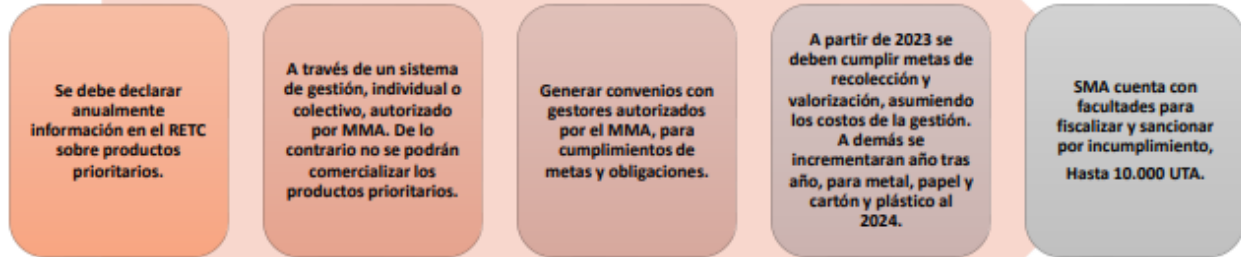 Se debe declarar
anualmente
información en el RETC
sobre productos
prioritarios.
A través de un sistema
de gestión, individual o
colectivo, autorizado
por MMA. De lo
contrario no se podrán
comercializar los
productos prioritarios.
Generar convenios con
gestores autorizados
por el MMA, para
cumplimientos de
metas y obligaciones.
A partir de 2023 se
deben cumplir metas de
recolección y
valorización, asumiendo
los costos de la gestión.
A demás se
incrementaran año tras
año, para metal, papel y
cartón y plástico al
2024.
SMA cuenta con
facultades para
fiscalizar y sancionar
por incumplimiento,
Hasta 10.000 UTA.